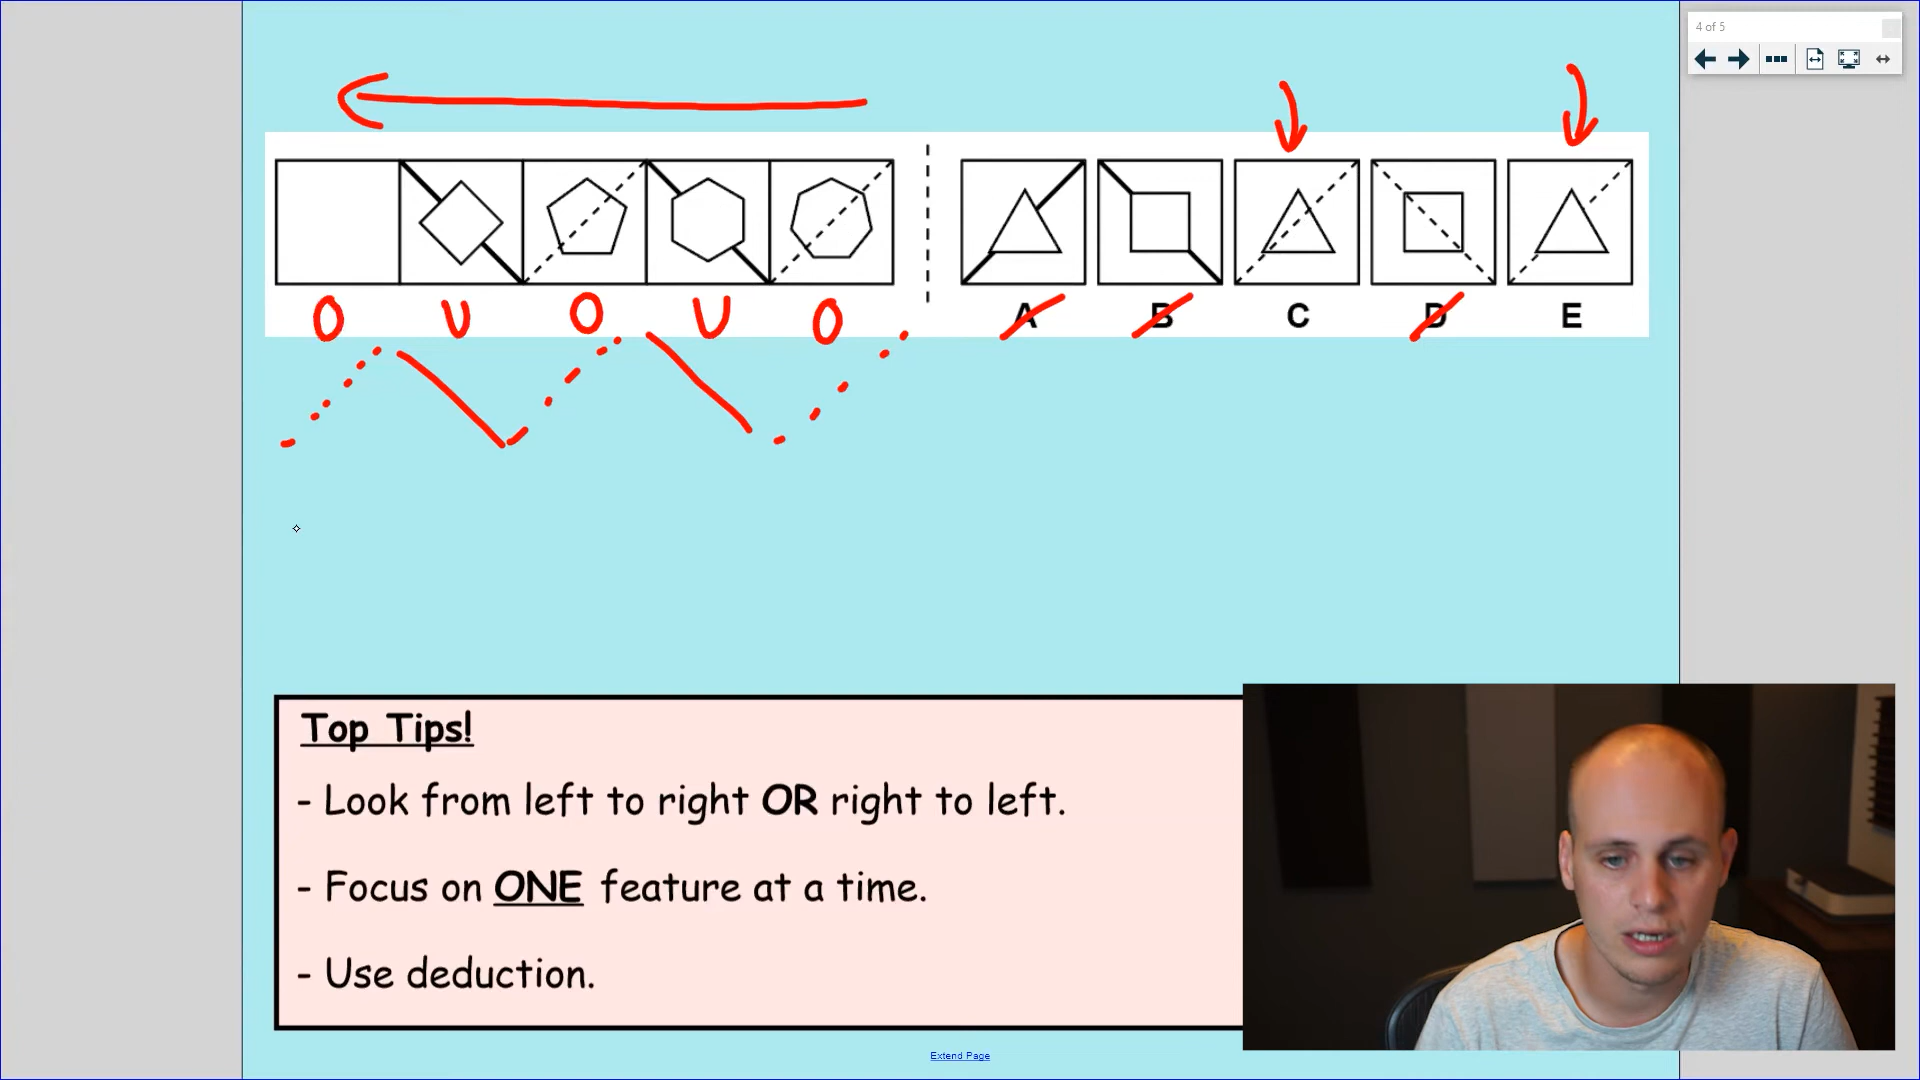 4 of 5
O U O U O
A B C D E
Top Tips!
- Look from left to right OR right to left.
- Focus on ONE feature at a time.
- Use deduction.
Extend Page